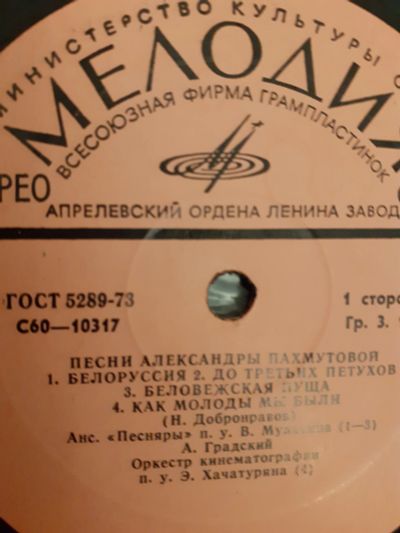 МИНИСТЕРСТВО КУЛЬТУРЫ С
МЕЛОДИЯ
ВСЕСОЮЗНАЯ ФИРМА ГРАМПЛАСТИНОК
РЕО
АПРЕЛЕВСКИЙ ОРДЕНА ЛЕНИНА ЗАВОД
ГОСТ 5289-73
1 сторо
С60—10317
Гр. 3.
ПЕСНИ АЛЕКСАНДРЫ ПАХМУТОВОЙ
1. БЕЛОРУССИЯ 2. ДО ТРЕТЬИХ ПЕТУХОВ
3. БЕЛОВЕЖСКАЯ ПУЩА
4. КАК МОЛОДЫ МЫ БЫЛИ
(Н. Добронравов)
Анс. «Песняры» п. у. В. Мулявина (1—3)
А. Градский
Оркестр кинематографии
п. у. Э. Хачатуряна (4)